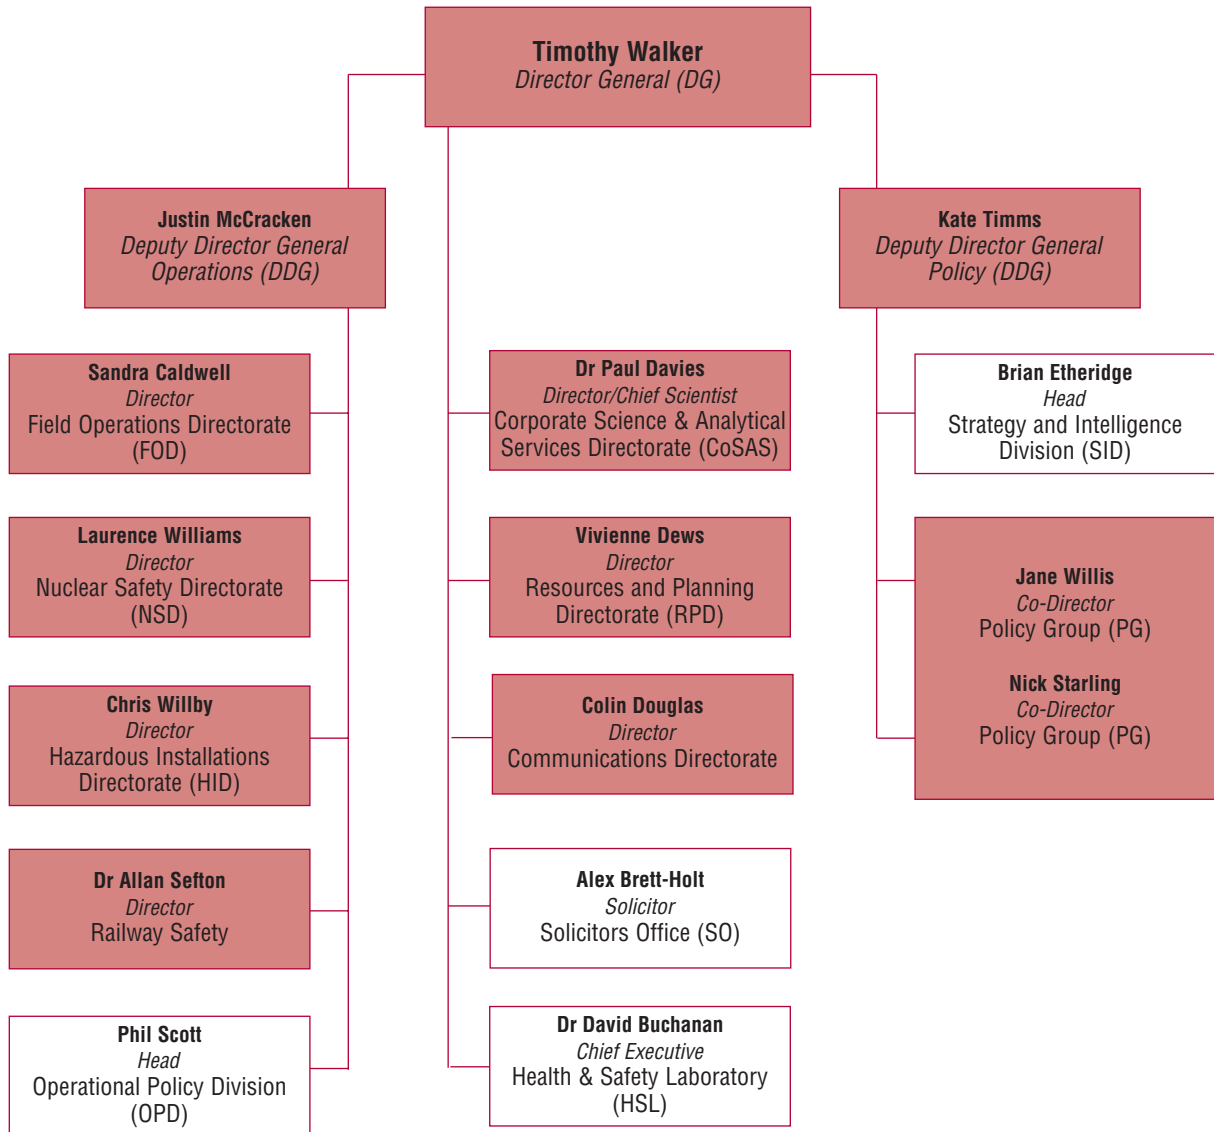 Timothy Walker
Director General (DG)
Justin McCracken
Deputy Director General
Operations (DDG)
Kate Timms
Deputy Director General
Policy (DDG)
Sandra Caldwell
Director
Field Operations Directorate
(FOD)
Dr Paul Davies
Director/Chief Scientist
Corporate Science & Analytical
Services Directorate (CoSAS)
Brian Etheridge
Head
Strategy and Intelligence
Division (SID)
Laurence Williams
Director
Nuclear Safety Directorate
(NSD)
Vivienne Dews
Director
Resources and Planning
Directorate (RPD)
Jane Willis
Co-Director
Policy Group (PG)
Nick Starling
Co-Director
Policy Group (PG)
Chris Willby
Director
Hazardous Installations
Directorate (HID)
Colin Douglas
Director
Communications Directorate
Dr Allan Sefton
Director
Railway Safety
Alex Brett-Holt
Solicitor
Solicitors Office (SO)
Phil Scott
Head
Operational Policy Division
(OPD)
Dr David Buchanan
Chief Executive
Health & Safety Laboratory
(HSL)